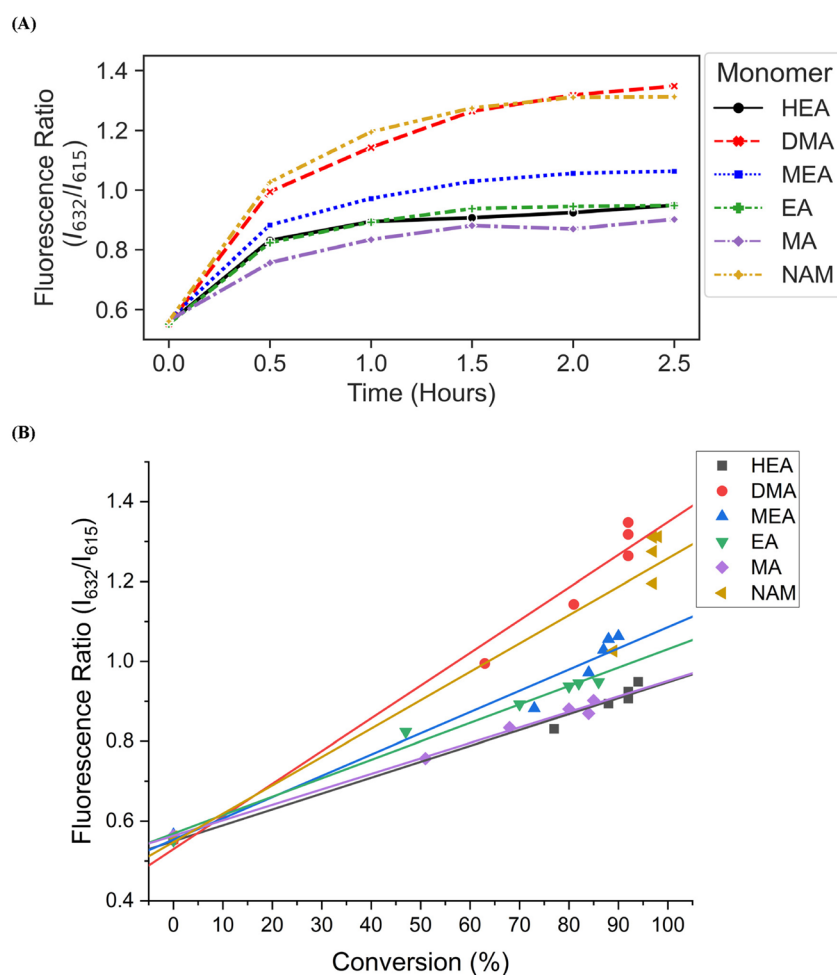 (A)
Fluorescence Ratio
(I632/I615)
1.4
1.2
1.0
0.8
0.6
0.0 0.5 1.0 1.5 2.0 2.5
Time (Hours)
Monomer
HEA
DMA
MEA
EA
MA
NAM
(B)
Fluorescence Ratio (I632/I615)
1.4
1.2
1.0
0.8
0.6
0.4
0 10 20 30 40 50 60 70 80 90 100
Conversion (%)
HEA
DMA
MEA
EA
MA
NAM